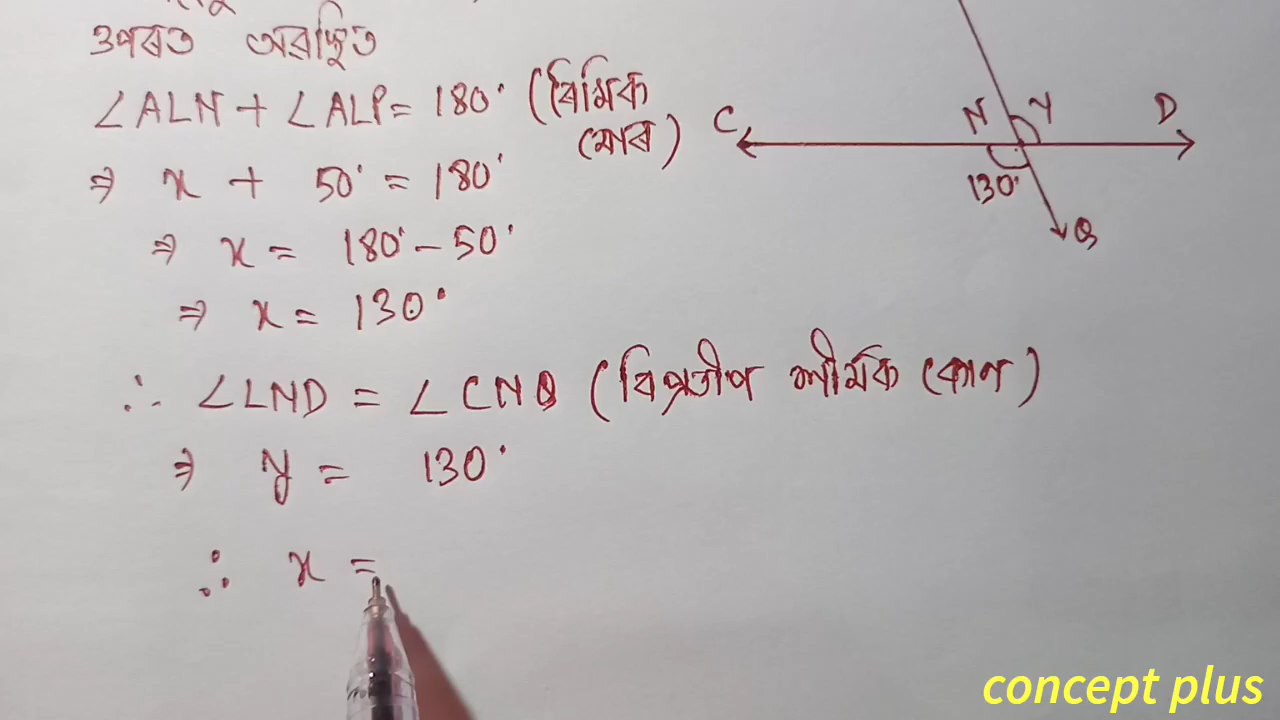 ওপৰত অৱস্থিত
∠ALN + ∠ALP = 180° (ৰৈখিক যোৰ)
⇒ x + 50° = 180°
⇒ x = 180° - 50°
⇒ x = 130°
∴ ∠LND = ∠CNQ (বিপ্ৰতীপ শীৰ্ষক কোণ)
⇒ y = 130°
∴ x =
C N Y D
130°
Q
concept plus